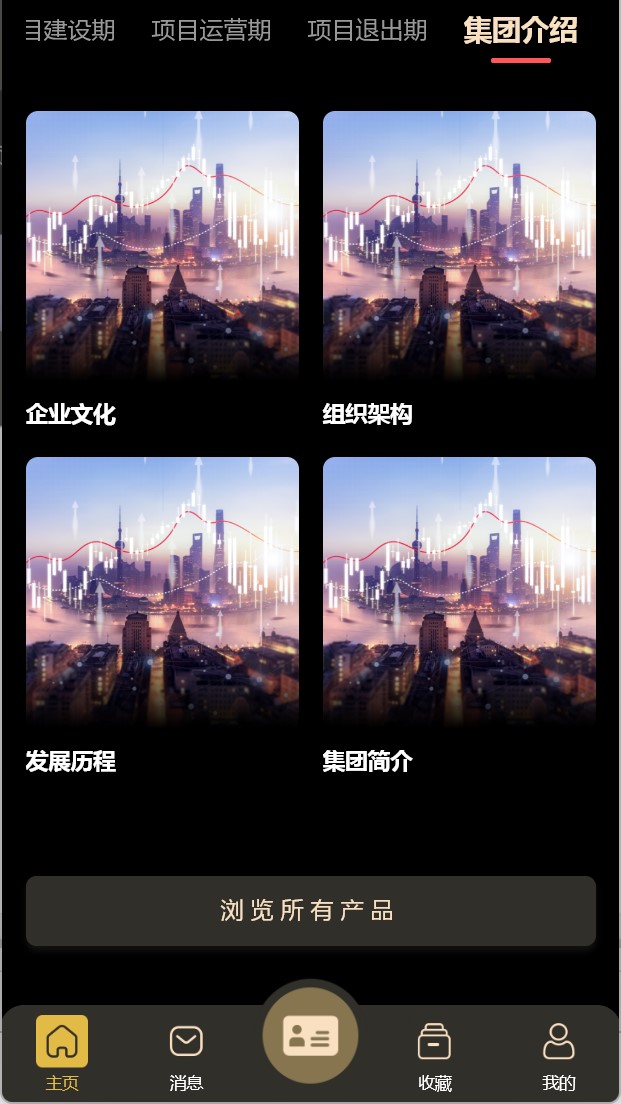 目建设期 项目运营期 项目退出期 集团介绍
企业文化 组织架构
发展历程 集团简介
浏览所有产品
主页 消息 收藏 我的